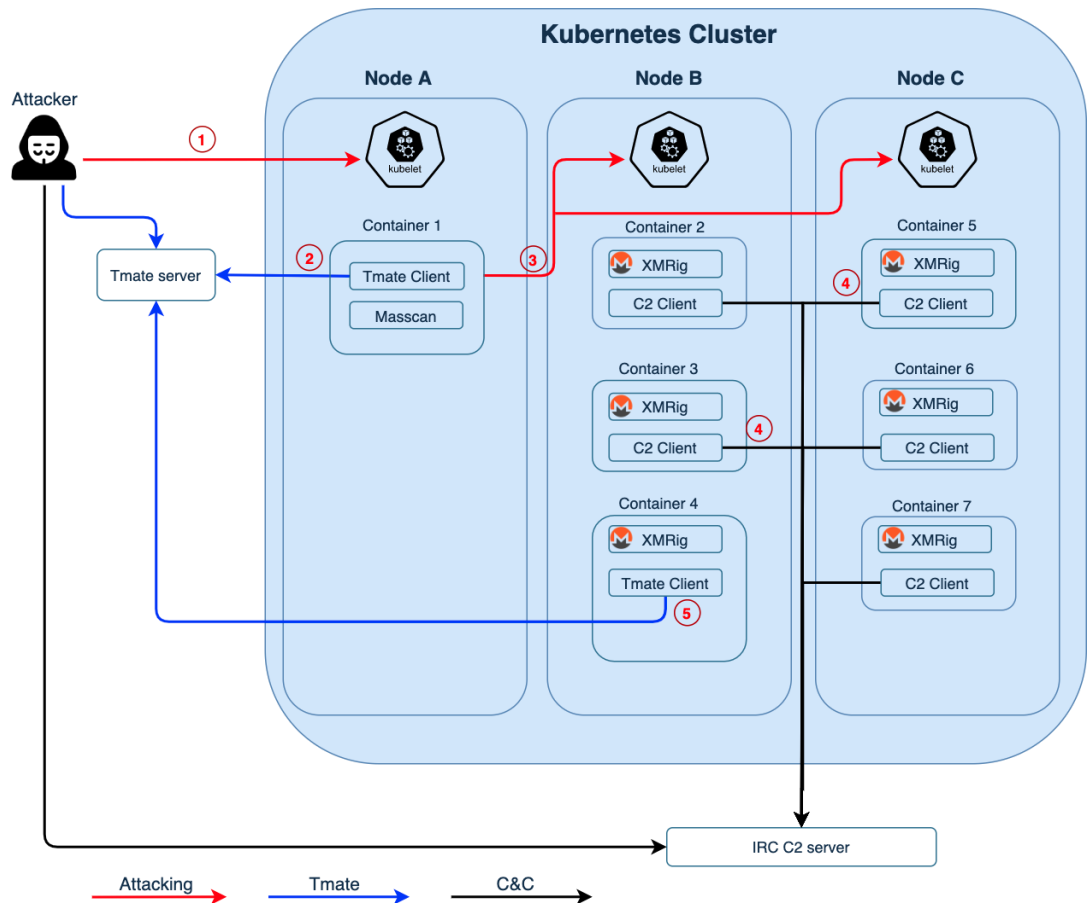 Kubernetes Cluster
Node A
Node B
Node C
Attacker
1
kubelet
kubelet
kubelet
Container 1
Container 2
Container 5
Tmate server
2
Tmate Client
3
XMRig
XMRig
4
C2 Client
C2 Client
Masscan
Container 3
Container 6
XMRig
XMRig
4
C2 Client
C2 Client
Container 4
Container 7
XMRig
XMRig
Tmate Client
C2 Client
5
IRC C2 server
Attacking
Tmate
C&C